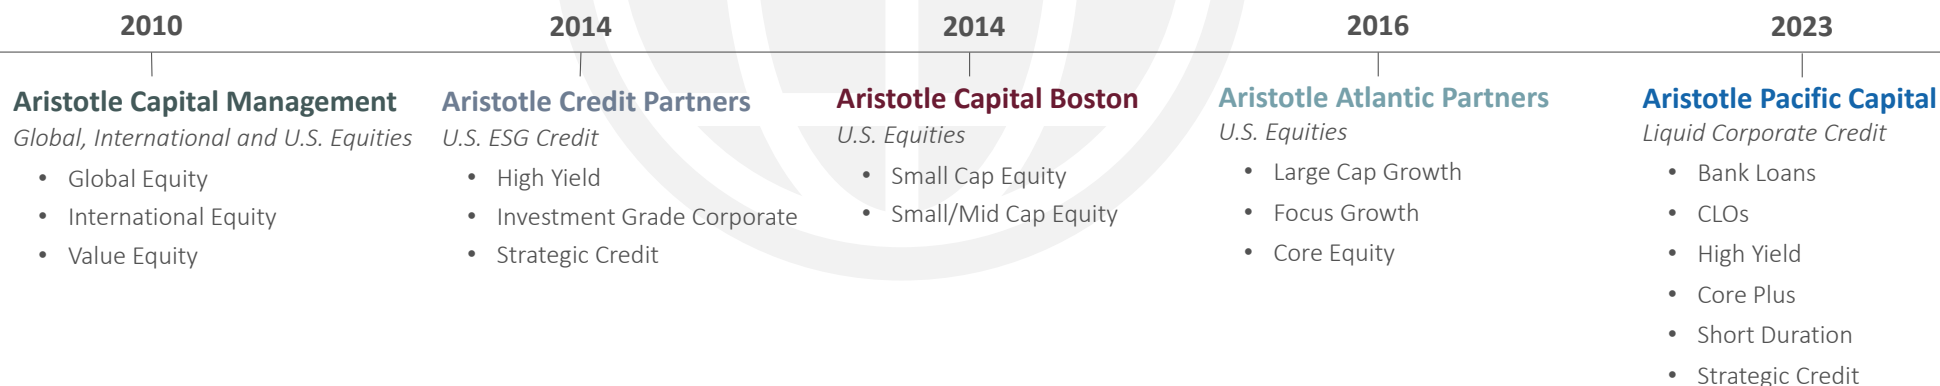 2010
Aristotle Capital Management
Global, International and U.S. Equities
• Global Equity
• International Equity
• Value Equity
2014
Aristotle Credit Partners
U.S. ESG Credit
• High Yield
• Investment Grade Corporate
• Strategic Credit
2014
Aristotle Capital Boston
U.S. Equities
• Small Cap Equity
• Small/Mid Cap Equity
2016
Aristotle Atlantic Partners
U.S. Equities
• Large Cap Growth
• Focus Growth
• Core Equity
2023
Aristotle Pacific Capital
Liquid Corporate Credit
• Bank Loans
• CLOs
• High Yield
• Core Plus
• Short Duration
• Strategic Credit